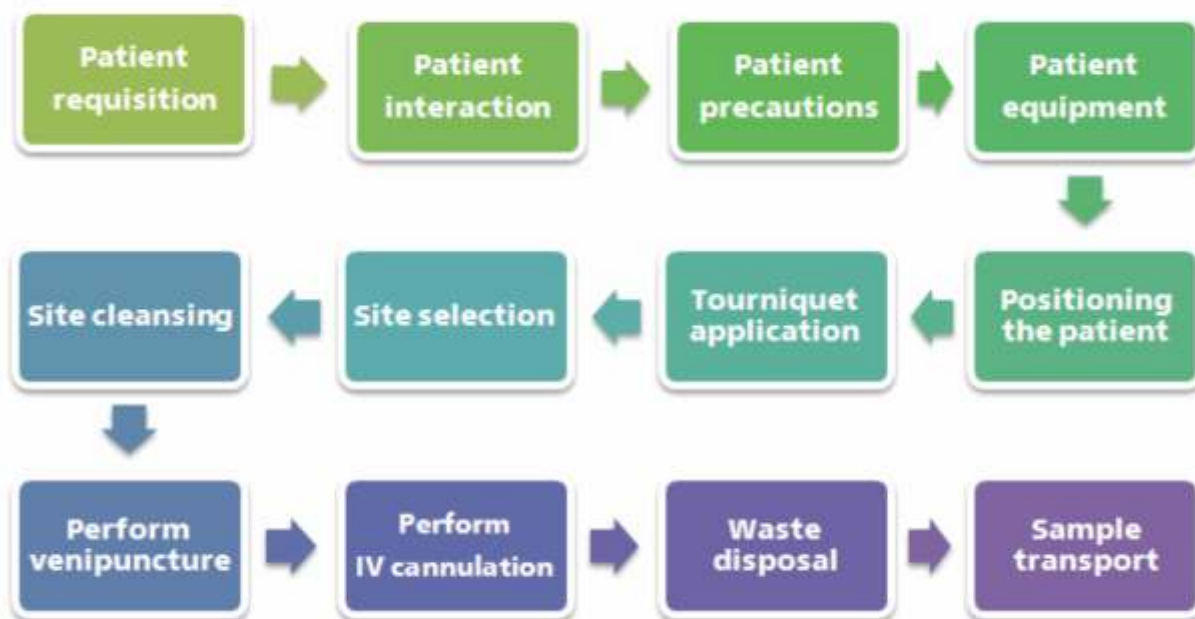 Patient
requisition
Patient
interaction
Patient
precautions
Patient
equipment
Positioning
the patient
Tourniquet
application
Site selection
Site cleansing
Perform
venipuncture
Perform
IV cannulation
Waste
disposal
Sample
transport